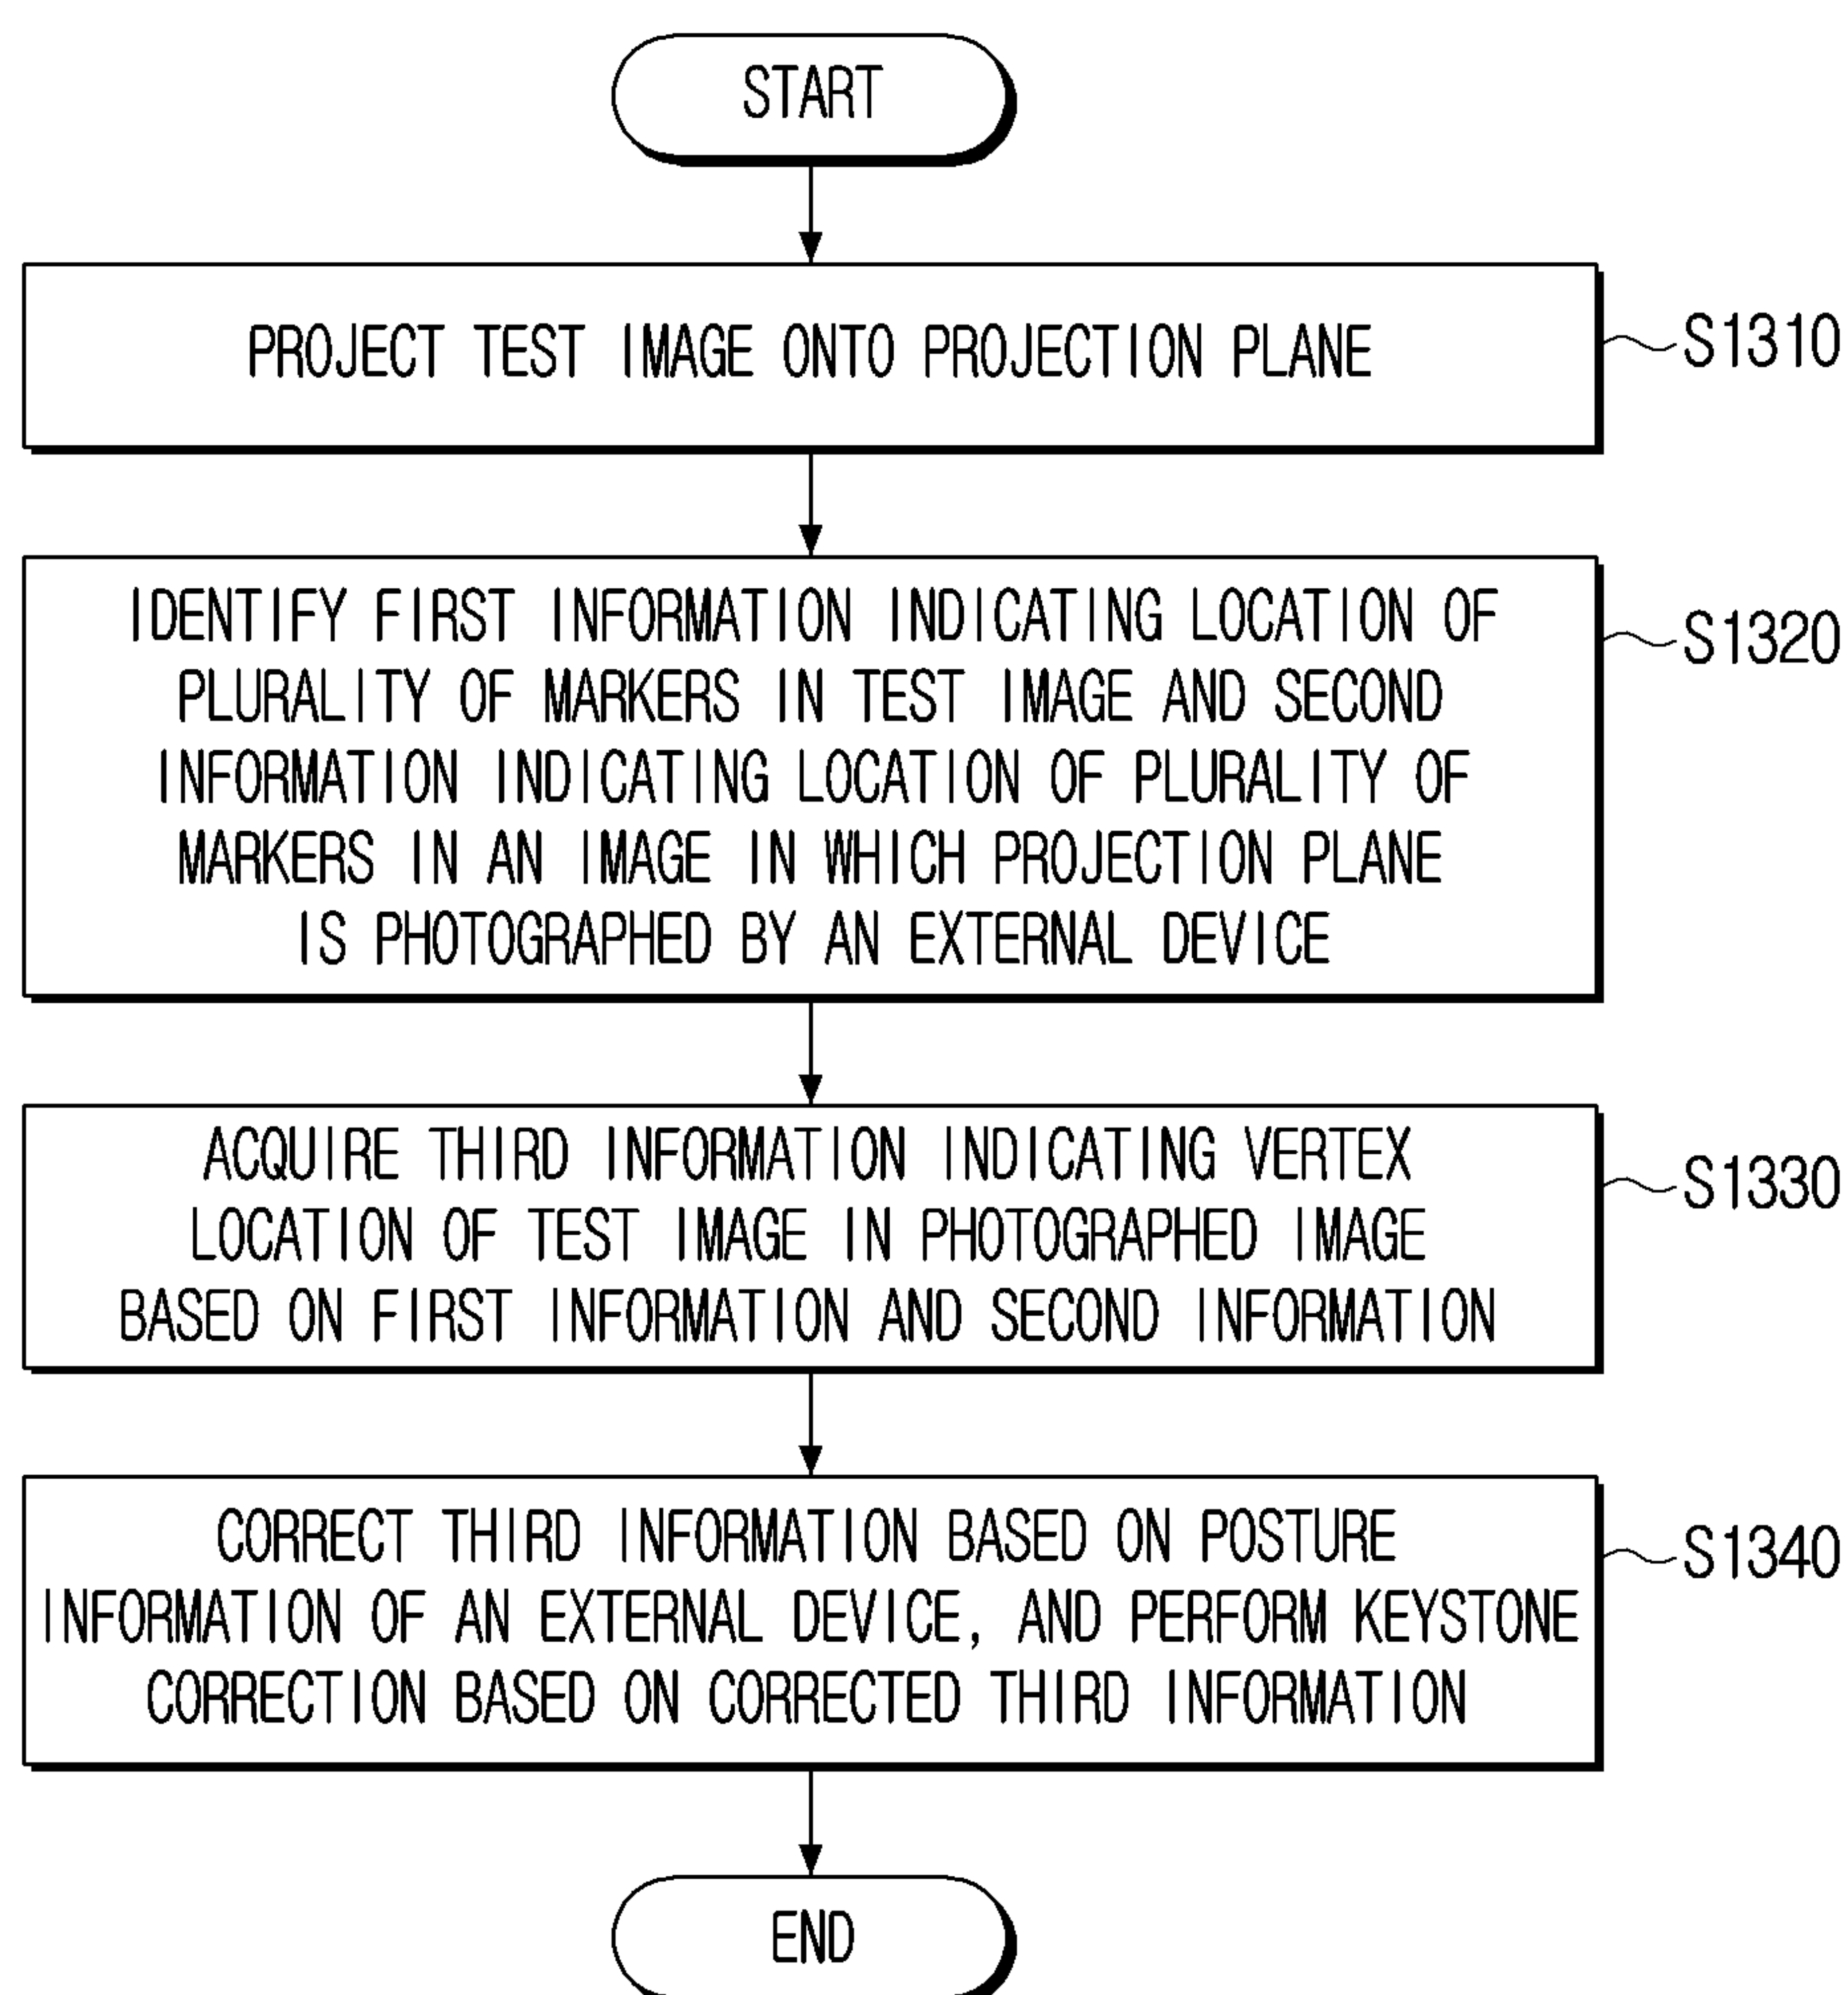 START
PROJECT TEST IMAGE ONTO PROJECTION PLANE
S1310
IDENTIFY FIRST INFORMATION INDICATING LOCATION OF
PLURALITY OF MARKERS IN TEST IMAGE AND SECOND
INFORMATION INDICATING LOCATION OF PLURALITY OF
MARKERS IN AN IMAGE IN WHICH PROJECTION PLANE
IS PHOTOGRAPHED BY AN EXTERNAL DEVICE
S1320
ACQUIRE THIRD INFORMATION INDICATING VERTEX
LOCATION OF TEST IMAGE IN PHOTOGRAPHED IMAGE
BASED ON FIRST INFORMATION AND SECOND INFORMATION
S1330
CORRECT THIRD INFORMATION BASED ON POSTURE
INFORMATION OF AN EXTERNAL DEVICE, AND PERFORM KEYSTONE
CORRECTION BASED ON CORRECTED THIRD INFORMATION
S1340
END